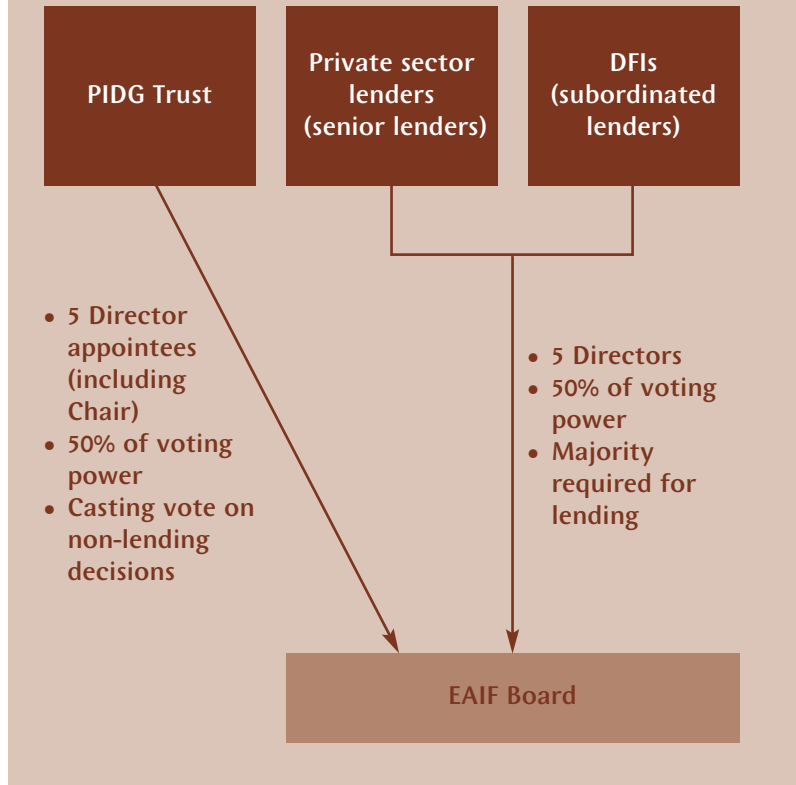 PIDG Trust
Private sector
lenders
(senior lenders)
DFIs
(subordinated
lenders)
• 5 Director
appointees
(including
Chair)
• 50% of voting
power
• Casting vote on
non-lending
decisions
• 5 Directors
• 50% of voting
power
• Majority
required for
lending
EAIF Board